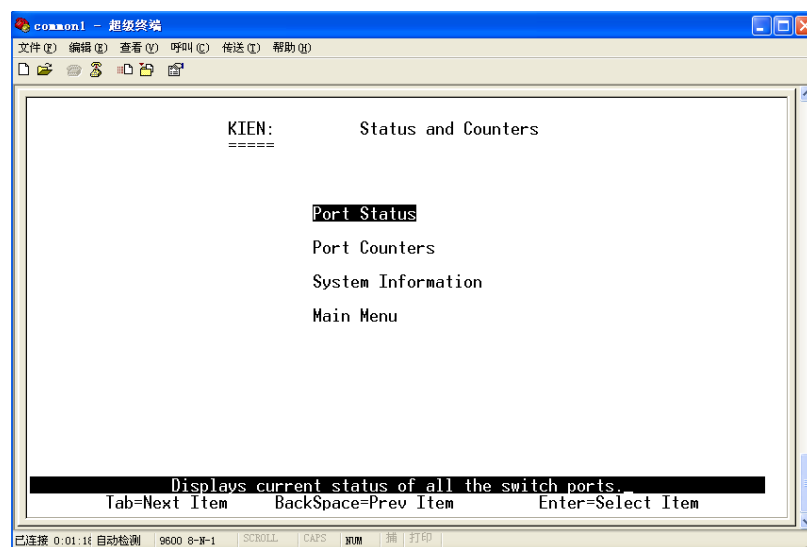 common1 - 超级终端
文件(F) 编辑(E) 查看(V) 呼叫(C) 传送(T) 帮助(H)
KIEN: Status and Counters
=====
Port Status
Port Counters
System Information
Main Menu
Displays current status of all the switch ports._
Tab=Next Item BackSpace=Prev Item Enter=Select Item
已连接 0:01:18 自动检测 9600 8-N-1 SCROLL CAPS NUM 捕 打印